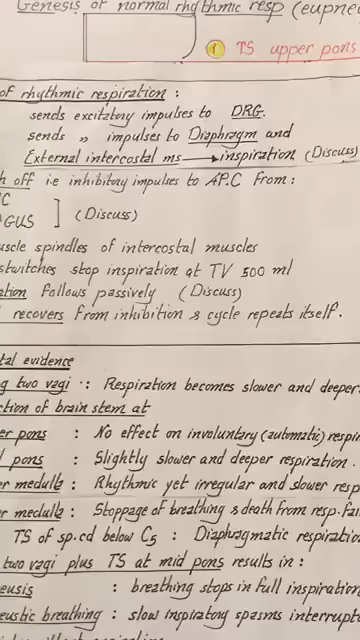 Genesis of normal rhythmic resp (eupnea
1 TS upper pons
of rhythmic respiration :
sends excitatory impulses to DRG.
sends " impulses to Diaphragm and
External intercostal ms → inspiration (Discuss)
h off i.e inhibitory impulses to AP.C from :
C
AGUS ] (Discuss)
uscle spindles of intercostal muscles
switches stop inspiration at TV 500 ml
ation follows passively (Discuss)
recovers from inhibition & cycle repeats itself.
tal evidence
g two vagi : Respiration becomes slower and deeper
ction of brain stem at
er pons : No effect on involuntary (automatic) respir
pons : Slightly slower and deeper respiration.
er medulla : Rhythmic yet irregular and slower resp
er medulla : Stoppage of breathing & death from resp. fai
TS of sp.cd below C5 : Diaphragmatic respiratio
two vagi plus TS at mid pons results in :
eusis : breathing stops in full inspiration
eustic breathing : slow inspiratory spasms interrupt